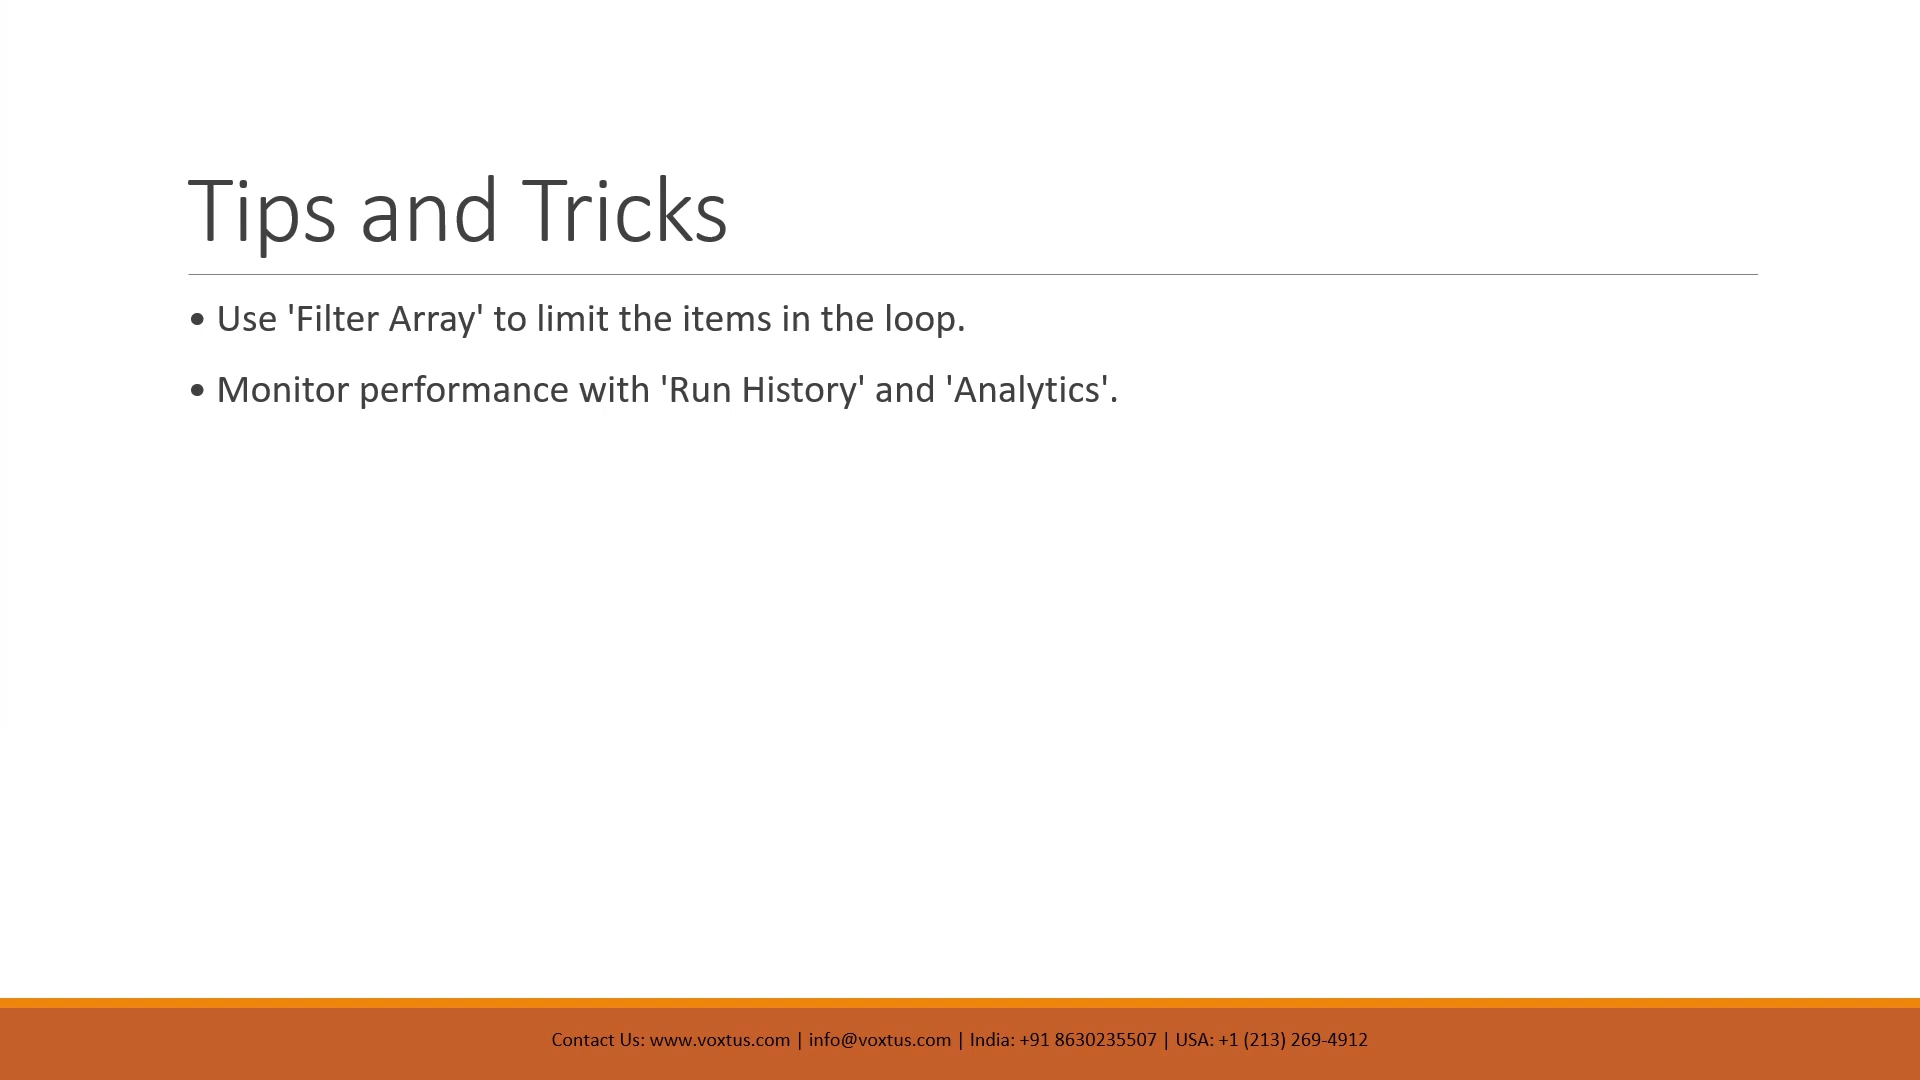 Tips and Tricks
• Use 'Filter Array' to limit the items in the loop.
• Monitor performance with 'Run History' and 'Analytics'.
Contact Us: www.voxtus.com | info@voxtus.com | India: +91 8630235507 | USA: +1 (213) 269-4912